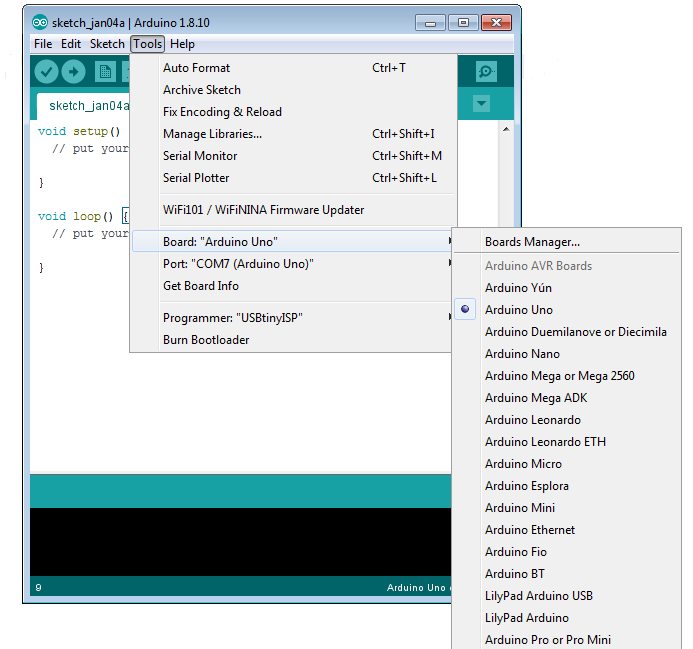 sketch_jan04a | Arduino 1.8.10
File Edit Sketch Tools Help
Auto Format Ctrl+T
Archive Sketch
Fix Encoding & Reload
Manage Libraries... Ctrl+Shift+I
Serial Monitor Ctrl+Shift+M
Serial Plotter Ctrl+Shift+L
WiFi101 / WiFiNINA Firmware Updater
Board: "Arduino Uno"
Port: "COM7 (Arduino Uno)"
Get Board Info
Programmer: "USBtinyISP"
Burn Bootloader
sketch_jan04a
void setup()
// put your
}
void loop() {
// put your
}
Boards Manager...
Arduino AVR Boards
Arduino Yún
Arduino Uno
Arduino Duemilanove or Diecimila
Arduino Nano
Arduino Mega or Mega 2560
Arduino Mega ADK
Arduino Leonardo
Arduino Leonardo ETH
Arduino Micro
Arduino Esplora
Arduino Mini
Arduino Ethernet
Arduino Fio
Arduino BT
LilyPad Arduino USB
LilyPad Arduino
Arduino Pro or Pro Mini
9 Arduino Uno